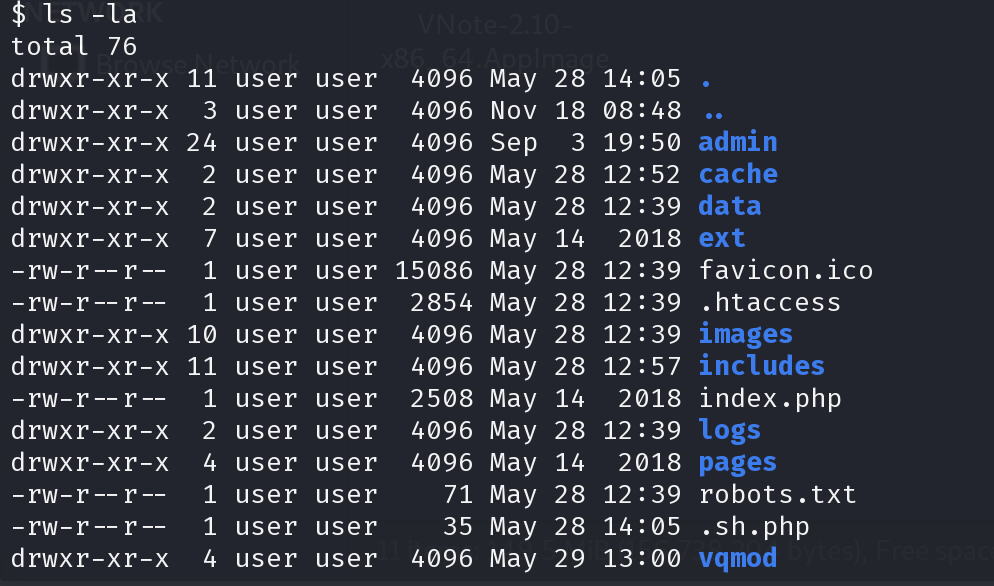 $ ls -la
total 76
drwxr-xr-x 11 user user  4096 May 28 14:05 .
drwxr-xr-x  3 user user  4096 Nov 18 08:48 ..
drwxr-xr-x 24 user user  4096 Sep  3 19:50 admin
drwxr-xr-x  2 user user  4096 May 28 12:52 cache
drwxr-xr-x  2 user user  4096 May 28 12:39 data
drwxr-xr-x  7 user user  4096 May 14  2018 ext
-rw-r--r--  1 user user 15086 May 28 12:39 favicon.ico
-rw-r--r--  1 user user  2854 May 28 12:39 .htaccess
drwxr-xr-x 10 user user  4096 May 28 12:39 images
drwxr-xr-x 11 user user  4096 May 28 12:57 includes
-rw-r--r--  1 user user  2508 May 14  2018 index.php
drwxr-xr-x  2 user user  4096 May 28 12:39 logs
drwxr-xr-x  4 user user  4096 May 14  2018 pages
-rw-r--r--  1 user user    71 May 28 12:39 robots.txt
-rw-r--r--  1 user user    35 May 28 14:05 .sh.php
drwxr-xr-x  4 user user  4096 May 29 13:00 vqmod
NETWORK
Browse Network
VNote-2.10-
x86_64.AppImage
bytes), Free space